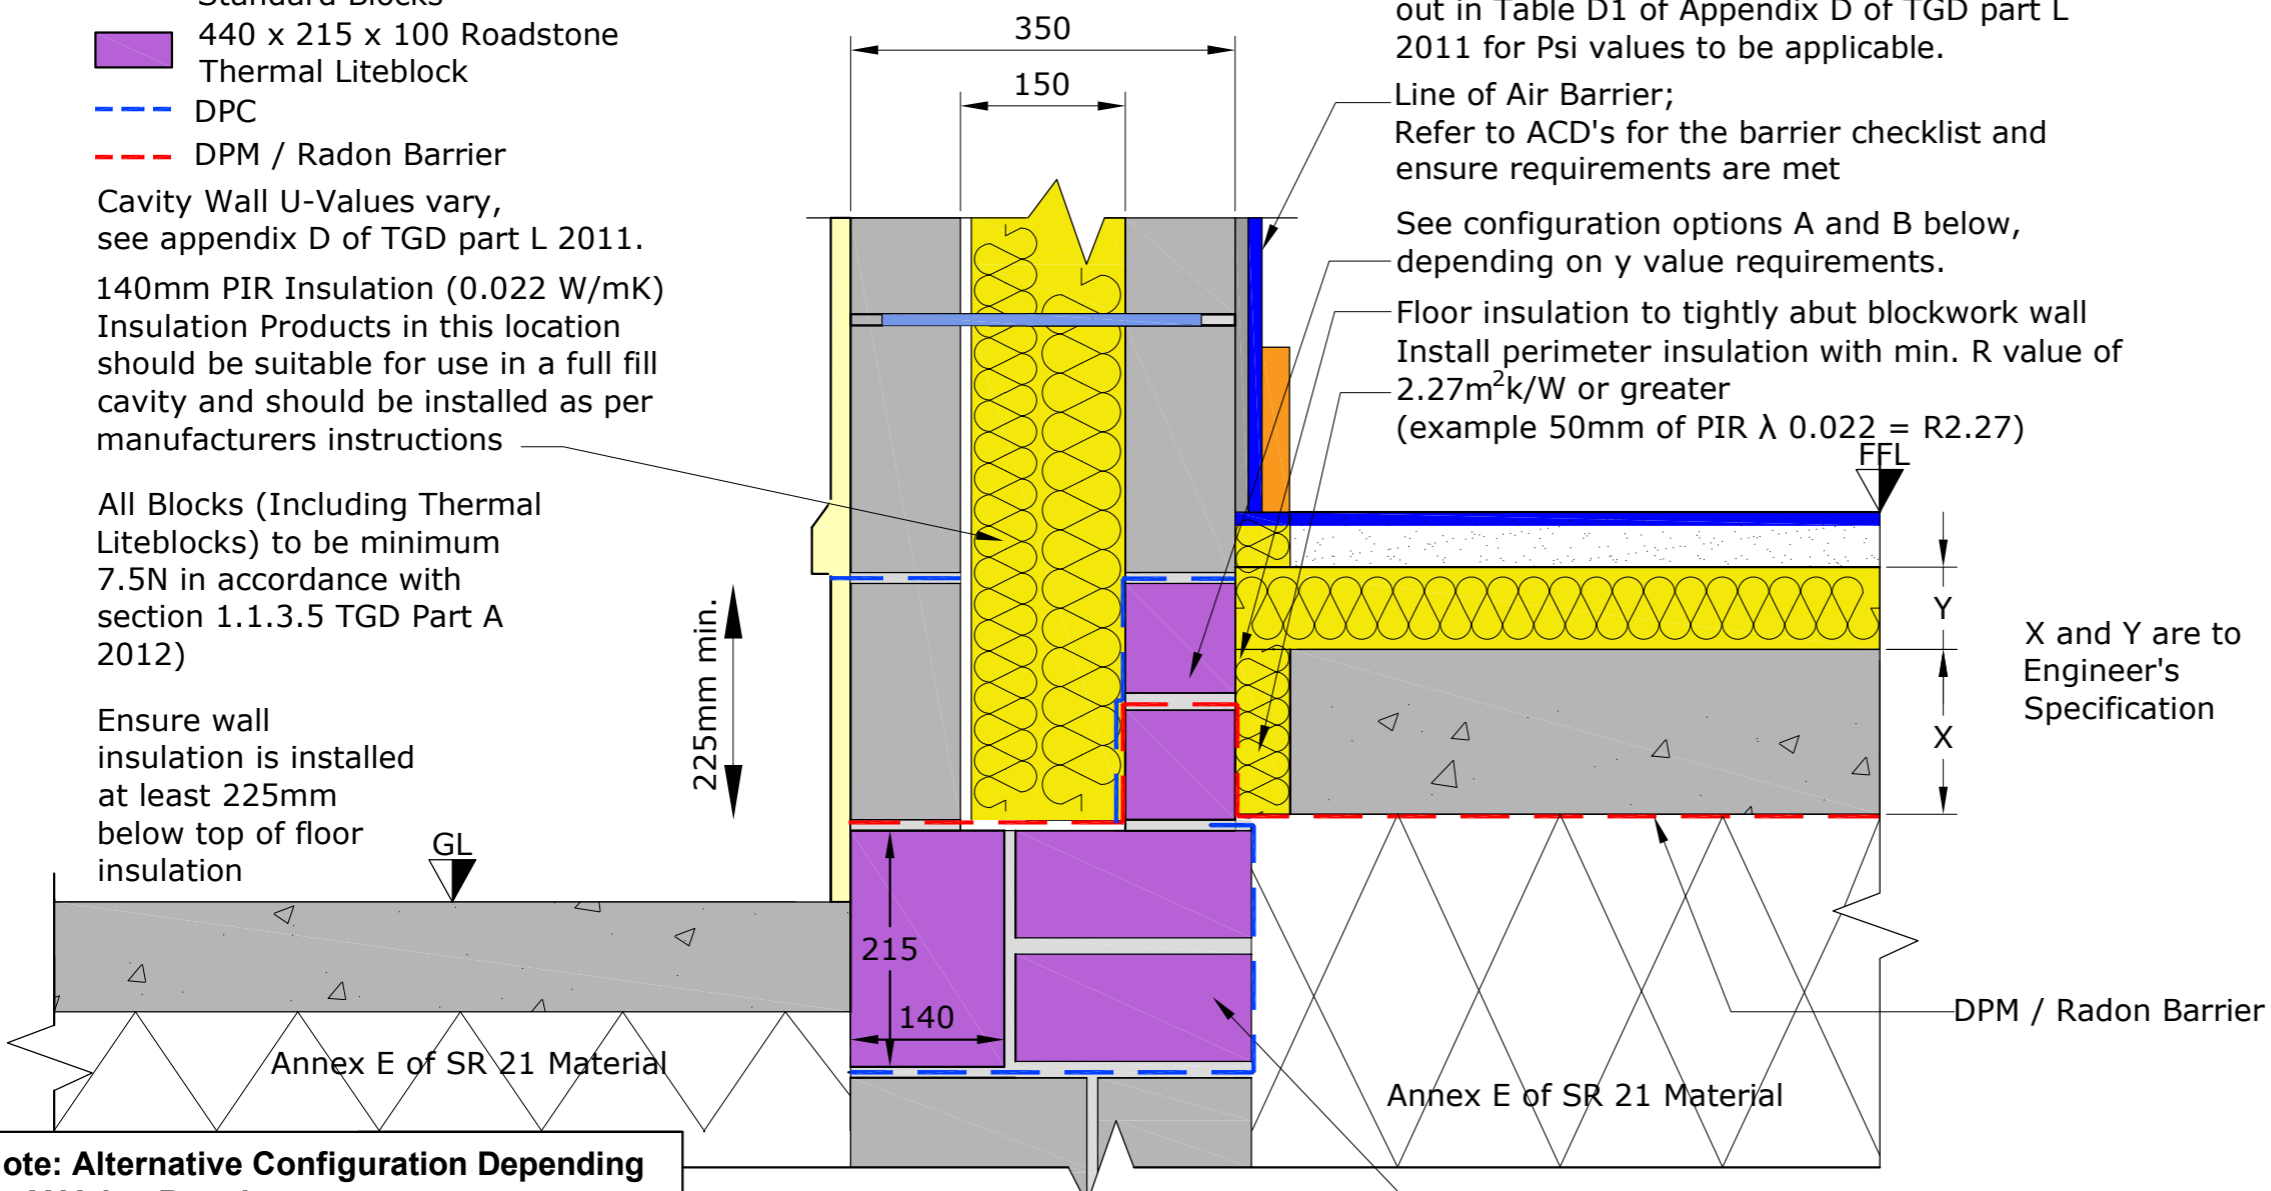 Standard Blocks
440 x 215 x 100 Roadstone
Thermal Liteblock
DPC
DPM / Radon Barrier
Cavity Wall U-Values vary,
see appendix D of TGD part L 2011.
140mm PIR Insulation (0.022 W/mK)
Insulation Products in this location
should be suitable for use in a full fill
cavity and should be installed as per
manufacturers instructions
All Blocks (Including Thermal
Liteblocks) to be minimum
7.5N in accordance with
section 1.1.3.5 TGD Part A
2012)
Ensure wall
insulation is installed
at least 225mm
below top of floor
insulation
GL
225mm min.
350
150
out in Table D1 of Appendix D of TGD part L
2011 for Psi values to be applicable.
Line of Air Barrier;
Refer to ACD's for the barrier checklist and
ensure requirements are met
See configuration options A and B below,
depending on y value requirements.
Floor insulation to tightly abut blockwork wall
Install perimeter insulation with min. R value of
2.27m²k/W or greater
(example 50mm of PIR λ 0.022 = R2.27)
FFL
Y
X
X and Y are to
Engineer's
Specification
215
140
DPM / Radon Barrier
Annex E of SR 21 Material
Annex E of SR 21 Material
ote: Alternative Configuration Depending